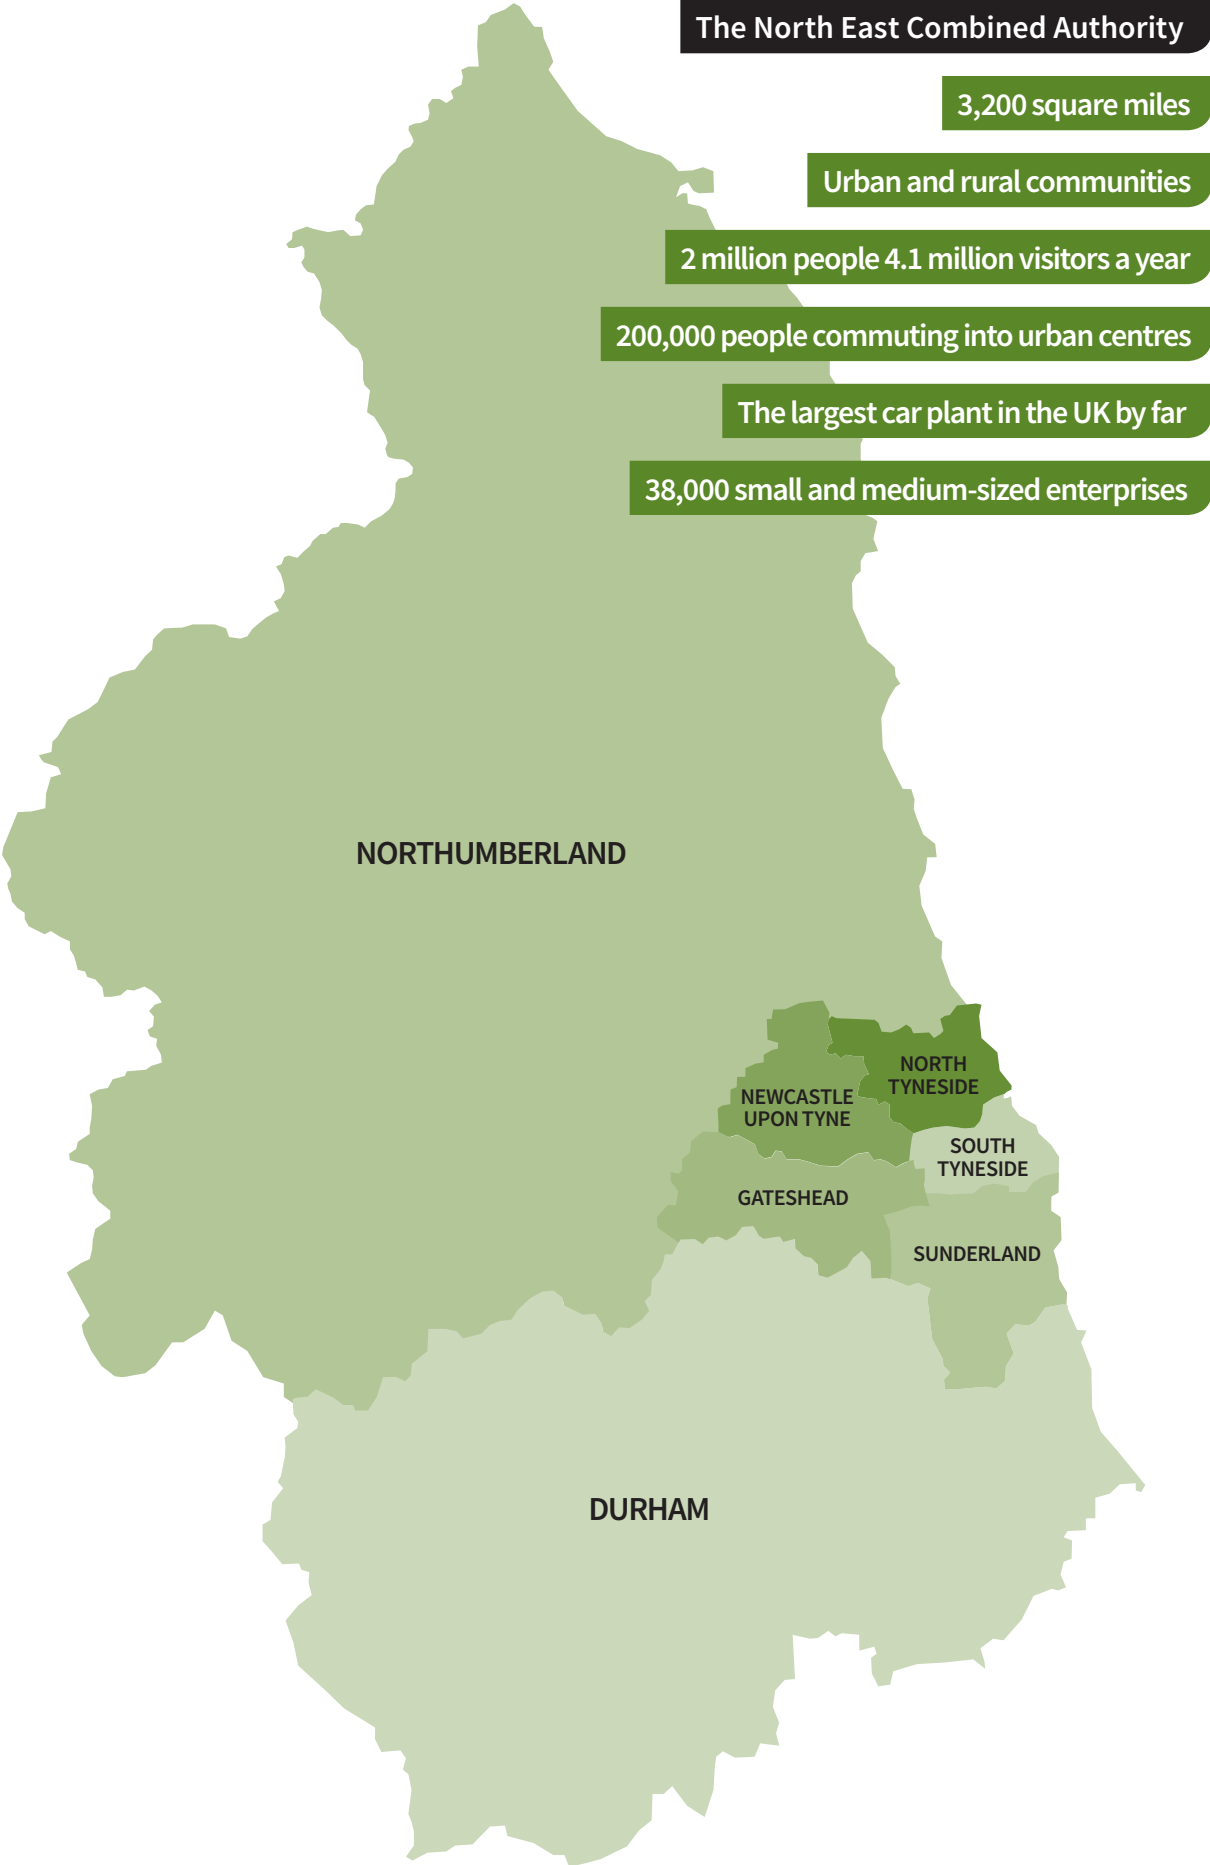 The North East Combined Authority
3,200 square miles
Urban and rural communities
2 million people 4.1 million visitors a year
200,000 people commuting into urban centres
The largest car plant in the UK by far
38,000 small and medium-sized enterprises
NORTHUMBERLAND
NORTH
TYNESIDE
NEWCASTLE
UPON TYNE
SOUTH
TYNESIDE
GATESHEAD
SUNDERLAND
DURHAM